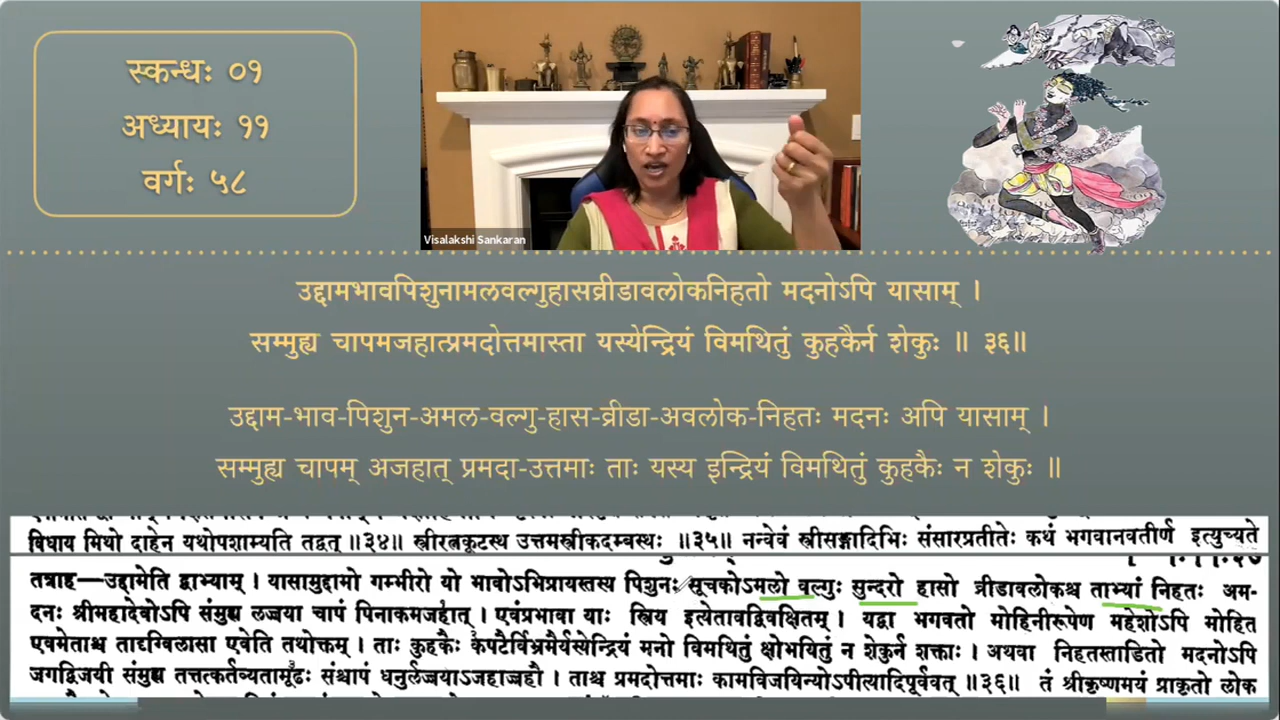 स्कन्धः ०१
अध्यायः ११
वर्गः ५८
Visalakshi Sankaran
उद्दामभावपिशुनामलवल्गुहासव्रीडावलोकनिहतो मदनोऽपि यासाम् ।
सम्मुह्य चापमजहात्प्रमदोत्तमास्ता यस्येन्द्रियं विमथितुं कुहकैर्न शेकुः ॥ ३६॥
उद्दाम-भाव-पिशुन-अमल-वल्गु-हास-व्रीडा-अवलोक-निहतः मदनः अपि यासाम् ।
सम्मुह्य चापम् अजहात् प्रमदा-उत्तमाः ताः यस्य इन्द्रियं विमथितुं कुहकैः न शेकुः ॥
विधाय मिथो दाहेन यथोपशाम्यति तद्वत् ॥३४॥ स्त्रीरत्नकूटस्थः उत्तमस्त्रीकदम्बस्थः ॥३५॥ नन्वेवं स्त्रीसङ्गादिभिः संसारप्रतीतेः कथं भगवानवतीर्ण इत्युच्यते
तत्राह—उद्दामेति द्वाभ्याम् । यासामुद्दामो गम्भीरो यो भावोऽभिप्रायस्तस्य पिशुनः सूचकोऽमलो वल्गुः सुन्दरो हासो व्रीडावलोकश्च ताभ्यां निहतः अम-
दनः श्रीमहादेवोऽपि संमुह्य लज्जया चापं पिनाकमजहात् । एवंप्रभावा याः स्त्रिय इत्येतावद्विवक्षितम् । यद्वा भगवतो मोहिनीरूपेण महेशोऽपि मोहित
एवमेताश्च तादृग्विलासा एवेति तथोक्तम् । ताः कुहकैः कपटैर्विभ्रमैर्यस्येन्द्रियं मनो विमथितुं क्षोभयितुं न शेकुर्न शक्ताः । अथवा निहतस्ताडितो मदनोऽपि
जगद्विजयी संमुह्य तत्तत्कर्तव्यतामूढः संश्चापं धनुर्लज्जयाऽजहाज्जहौ । ताश्च प्रमदोत्तमाः कामविजयिन्योऽपीत्यादिपूर्ववत् ॥३६॥ तं श्रीकृष्णमयं प्राकृतो लोक